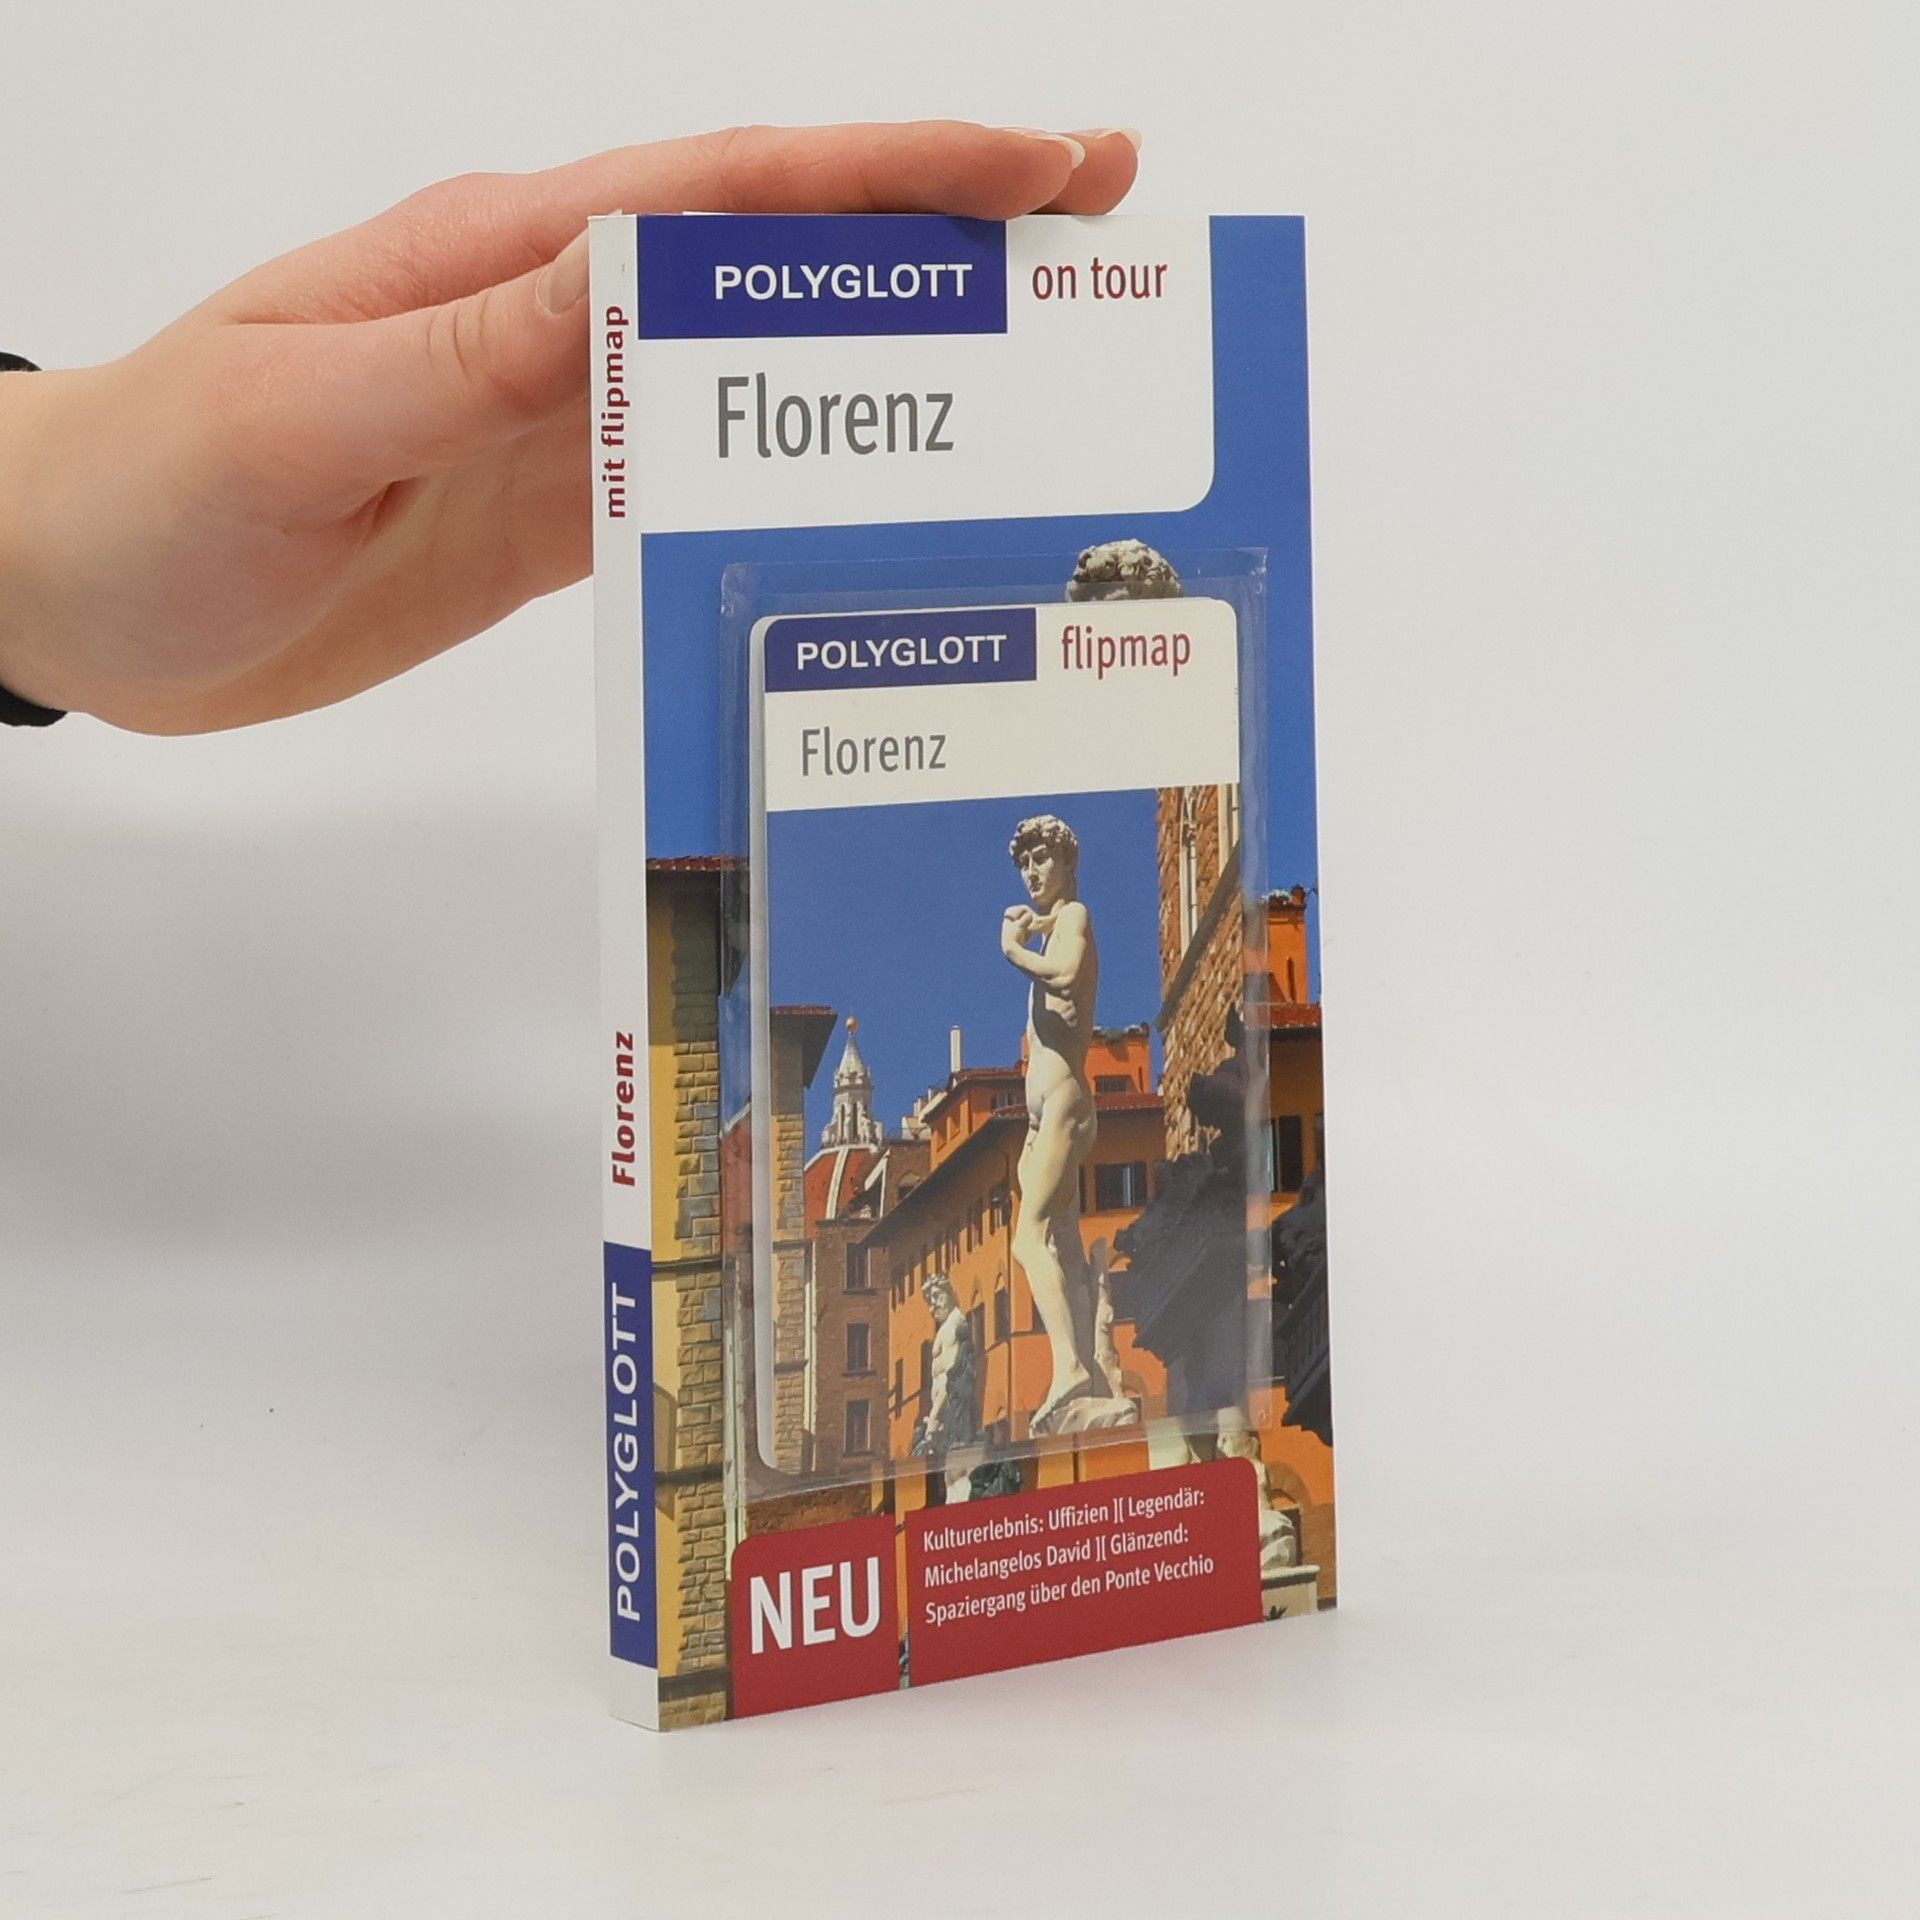 mit flipmap
Florenz
POLYGLOTT
POLYGLOTT on tour
Florenz
POLYGLOTT flipmap
Florenz
NEU
Kulturerlebnis: Uffizien ][ Legendär:
Michelangelos David ][ Glänzend:
Spaziergang über den Ponte Vecchio